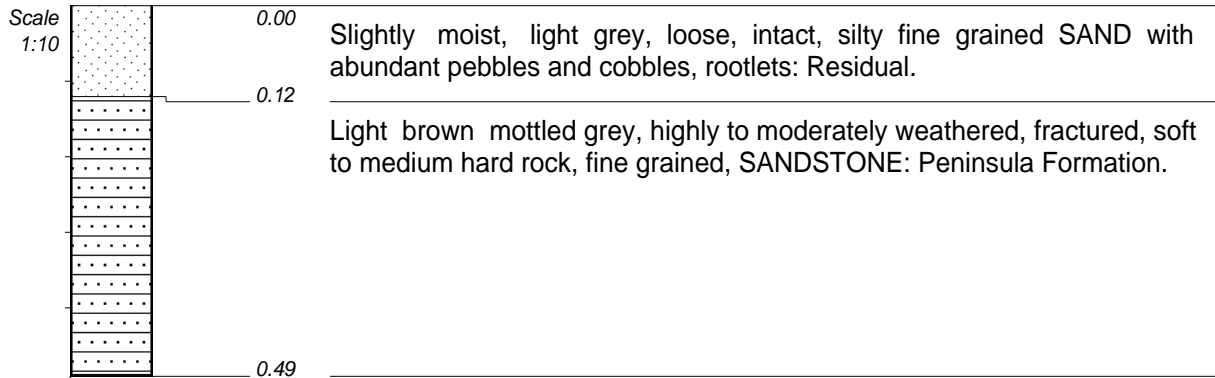 Scale
1:10
0.00
Slightly moist, light grey, loose, intact, silty fine grained SAND with
abundant pebbles and cobbles, rootlets: Residual.
0.12
Light brown mottled grey, highly to moderately weathered, fractured, soft
to medium hard rock, fine grained, SANDSTONE: Peninsula Formation.
0.49